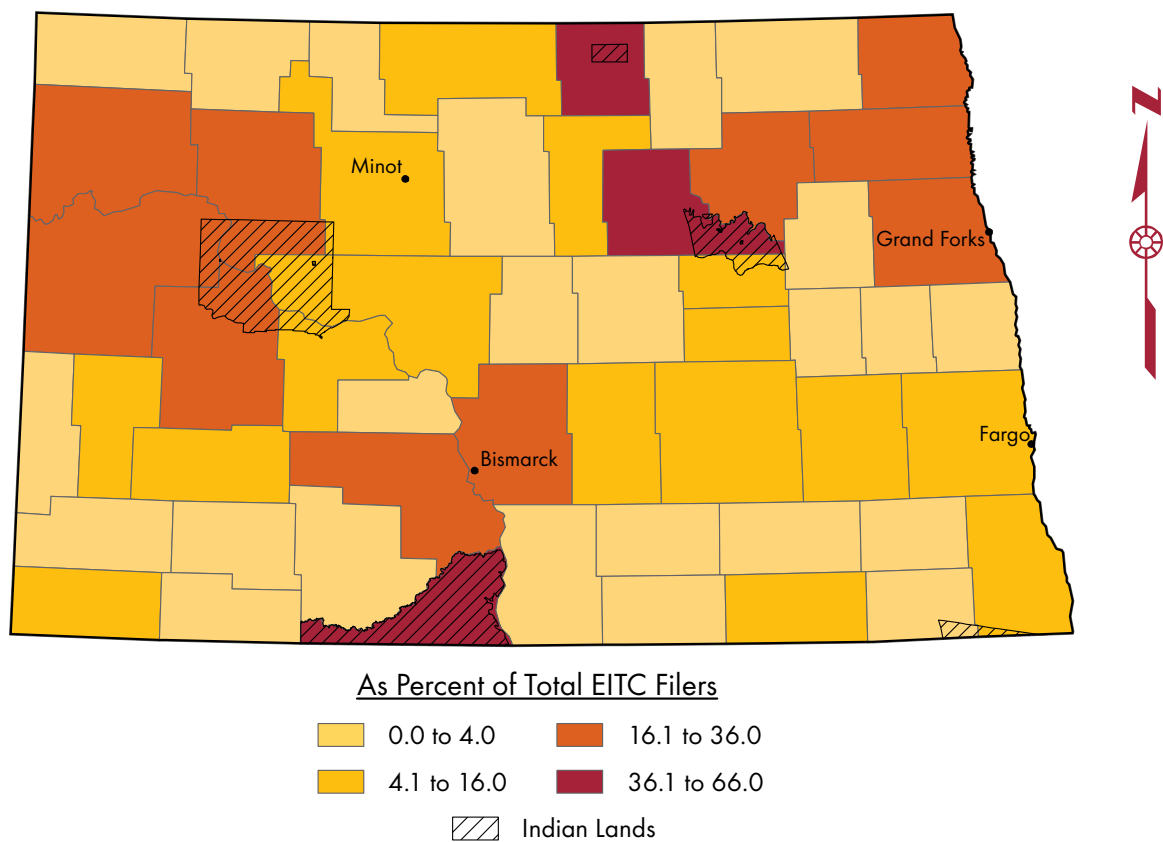 Minot
Grand Forks
Fargo
Bismarck
As Percent of Total EITC Filers
0.0 to 4.0
16.1 to 36.0
4.1 to 16.0
36.1 to 66.0
Indian Lands
N